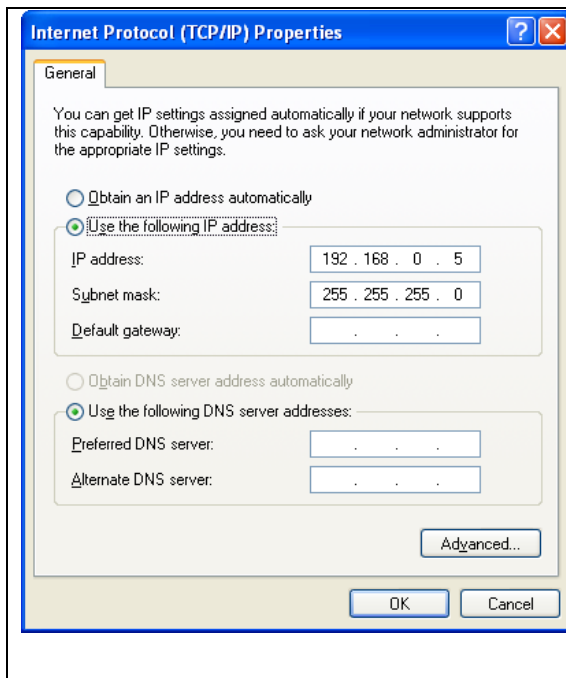 Internet Protocol (TCP/IP) Properties
General
You can get IP settings assigned automatically if your network supports
this capability. Otherwise, you need to ask your network administrator for
the appropriate IP settings.
Obtain an IP address automatically
Use the following IP address:
IP address: 192 . 168 . 0 . 5
Subnet mask: 255 . 255 . 255 . 0
Default gateway: . . .
Obtain DNS server address automatically
Use the following DNS server addresses:
Preferred DNS server: . . .
Alternate DNS server: . . .
Advanced...
OK Cancel